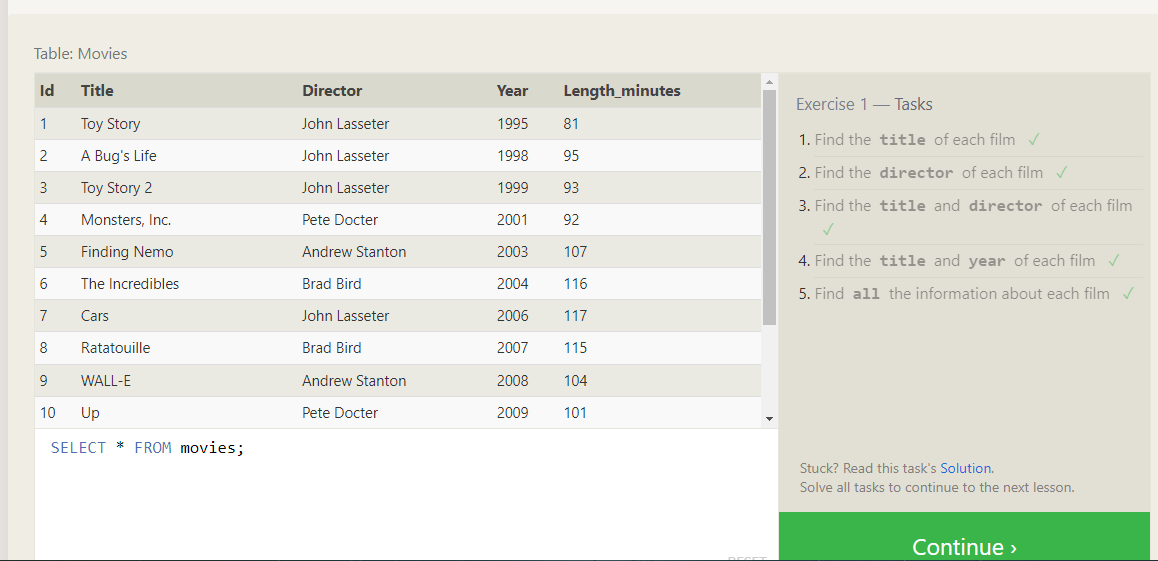 Table: Movies
Id Title Director Year Length_minutes
1 Toy Story John Lasseter 1995 81
2 A Bug's Life John Lasseter 1998 95
3 Toy Story 2 John Lasseter 1999 93
4 Monsters, Inc. Pete Docter 2001 92
5 Finding Nemo Andrew Stanton 2003 107
6 The Incredibles Brad Bird 2004 116
7 Cars John Lasseter 2006 117
8 Ratatouille Brad Bird 2007 115
9 WALL-E Andrew Stanton 2008 104
10 Up Pete Docter 2009 101
SELECT * FROM movies;
RESET
Exercise 1 — Tasks
1. Find the title of each film ✓
2. Find the director of each film ✓
3. Find the title and director of each film
✓
4. Find the title and year of each film ✓
5. Find all the information about each film ✓
Stuck? Read this task's Solution.
Solve all tasks to continue to the next lesson.
Continue ›